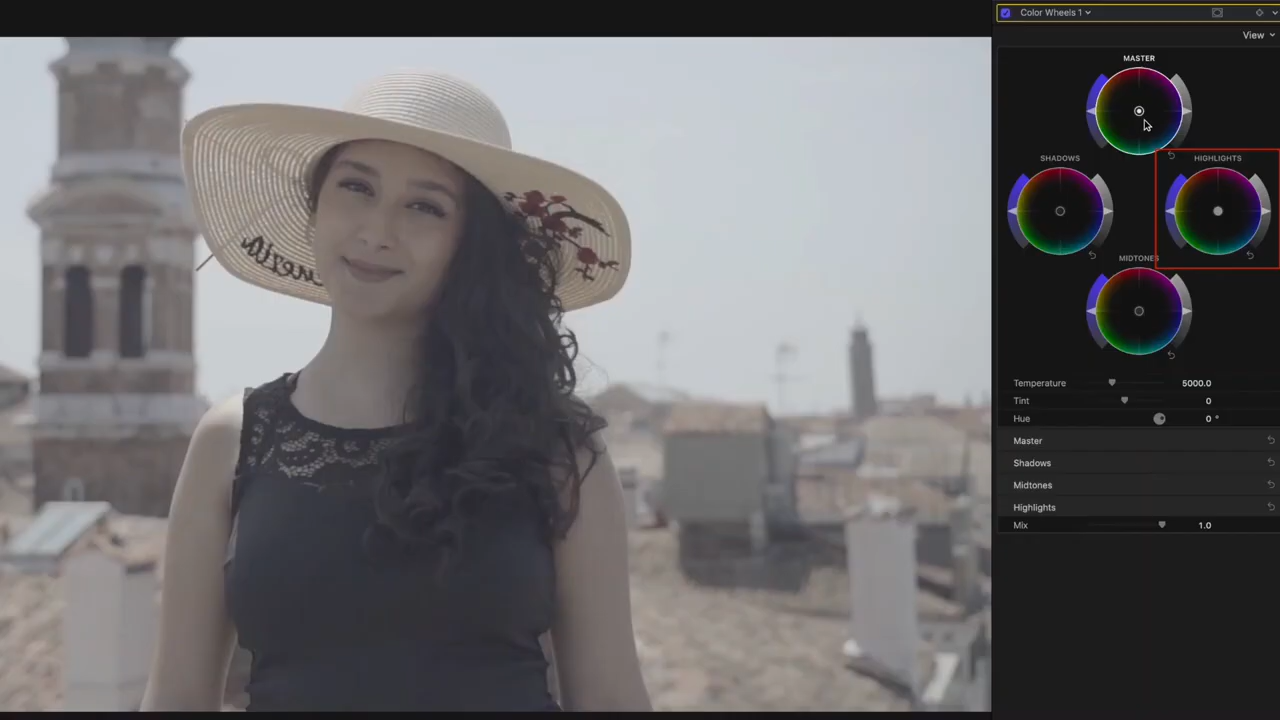 Color Wheels 1
View
MASTER
SHADOWS
HIGHLIGHTS
MIDTONES
Temperature 5000.0
Tint 0
Hue 0 °
Master
Shadows
Midtones
Highlights
Mix 1.0